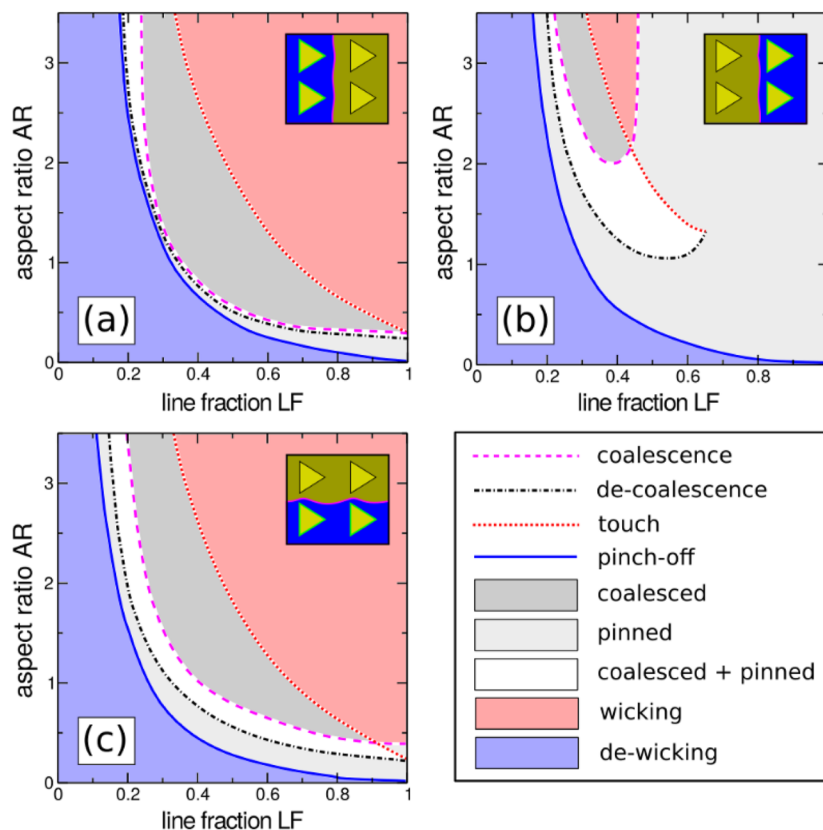 aspect ratio AR
3
2
1
0
(a)
0 0.2 0.4 0.6 0.8 1
line fraction LF
aspect ratio AR
3
2
1
0
(b)
0 0.2 0.4 0.6 0.8 1
line fraction LF
aspect ratio AR
3
2
1
0
(c)
0 0.2 0.4 0.6 0.8 1
line fraction LF
coalescence
de-coalescence
touch
pinch-off
coalesced
pinned
coalesced + pinned
wicking
de-wicking